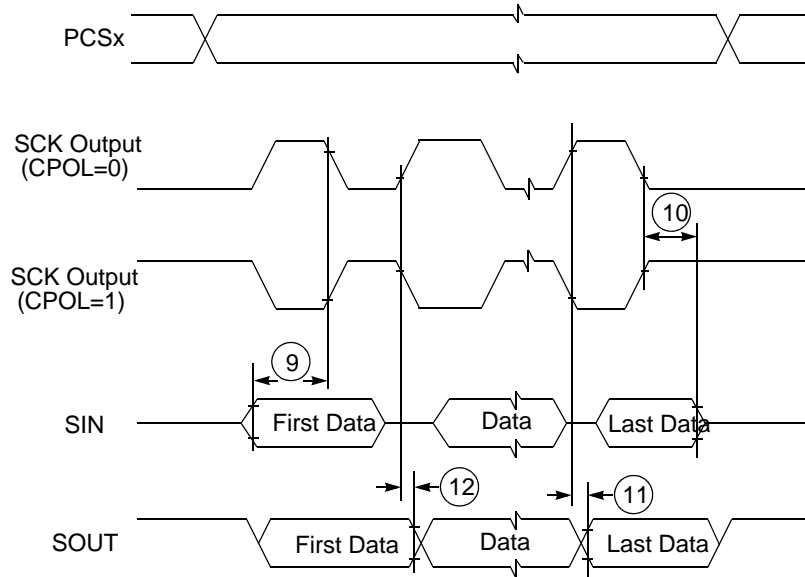 PCSx
SCK Output
(CPOL=0)
10
SCK Output
(CPOL=1)
9
SIN
First Data
Data
Last Data
12
11
SOUT
First Data
Data
Last Data